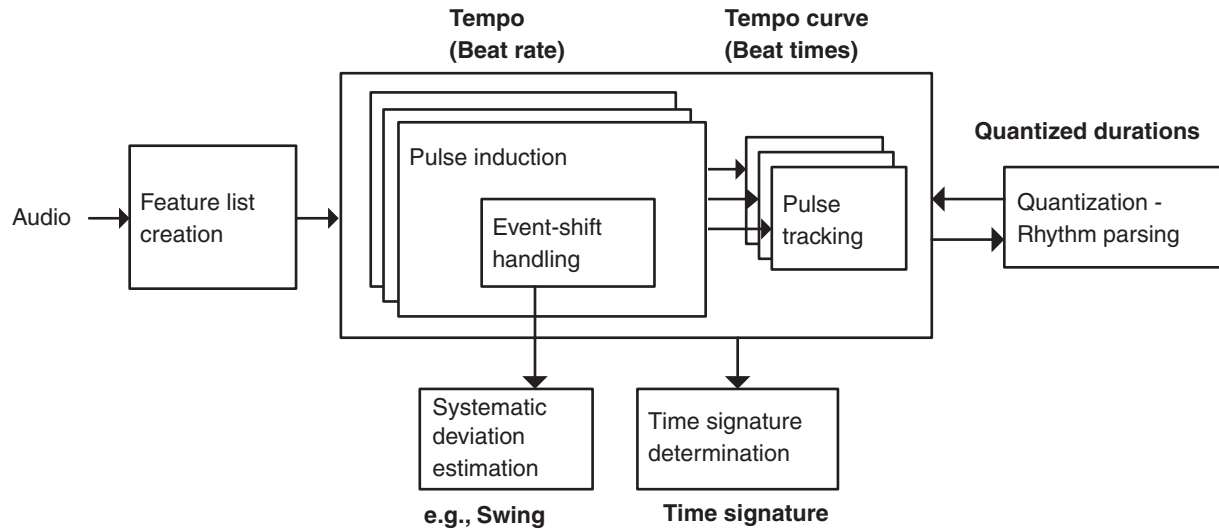 Tempo
(Beat rate)
Tempo curve
(Beat times)
Quantized durations
Audio
Feature list
creation
Pulse induction
Event-shift
handling
Pulse
tracking
Quantization -
Rhythm parsing
Systematic
deviation
estimation
e.g., Swing
Time signature
determination
Time signature